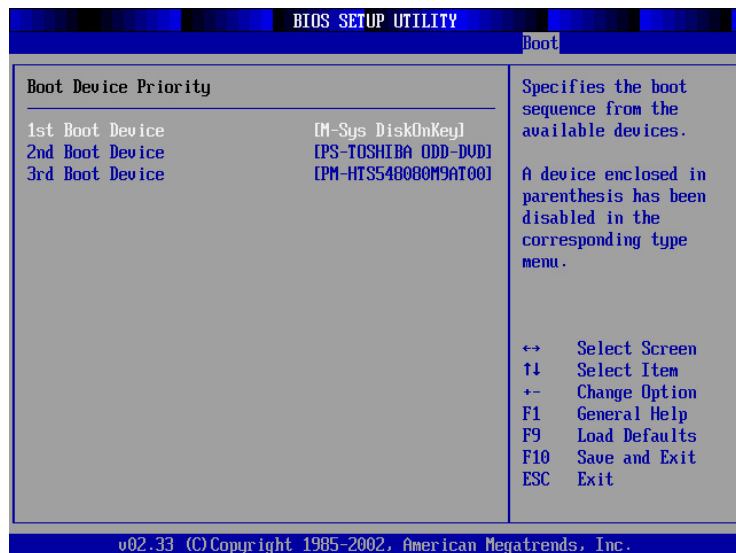 BIOS SETUP UTILITY
Boot
Boot Device Priority
1st Boot Device [M-Sys DiskOnKey]
2nd Boot Device [PS-TOSHIBA ODD-DVD]
3rd Boot Device [PM-HTS548080M9AT00]
Specifies the boot
sequence from the
available devices.
A device enclosed in
parenthesis has been
disabled in the
corresponding type
menu.
↔ Select Screen
↑↓ Select Item
+- Change Option
F1 General Help
F9 Load Defaults
F10 Save and Exit
ESC Exit
v02.33 (C)Copyright 1985-2002, American Megatrends, Inc.